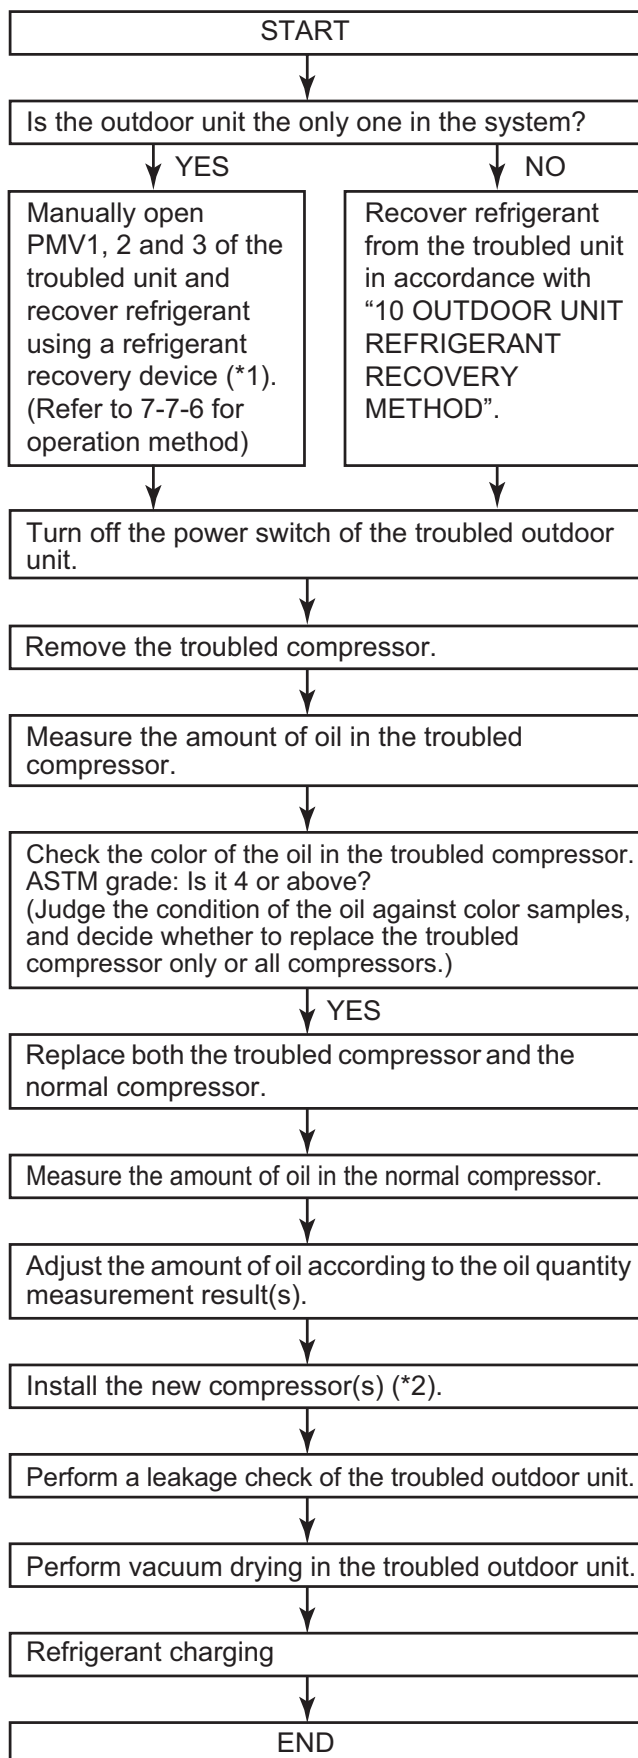 START
Is the outdoor unit the only one in the system?
YES
NO
Manually open
PMV1, 2 and 3 of the
troubled unit and
recover refrigerant
using a refrigerant
recovery device (*1).
(Refer to 7-7-6 for
operation method)
Recover refrigerant
from the troubled unit
in accordance with
“10 OUTDOOR UNIT
REFRIGERANT
RECOVERY
METHOD”.
Turn off the power switch of the troubled outdoor
unit.
Remove the troubled compressor.
Measure the amount of oil in the troubled
compressor.
Check the color of the oil in the troubled compressor.
ASTM grade: Is it 4 or above?
(Judge the condition of the oil against color samples,
and decide whether to replace the troubled
compressor only or all compressors.)
YES
Replace both the troubled compressor and the
normal compressor.
Measure the amount of oil in the normal compressor.
Adjust the amount of oil according to the oil quantity
measurement result(s).
Install the new compressor(s) (*2).
Perform a leakage check of the troubled outdoor unit.
Perform vacuum drying in the troubled outdoor unit.
Refrigerant charging
END